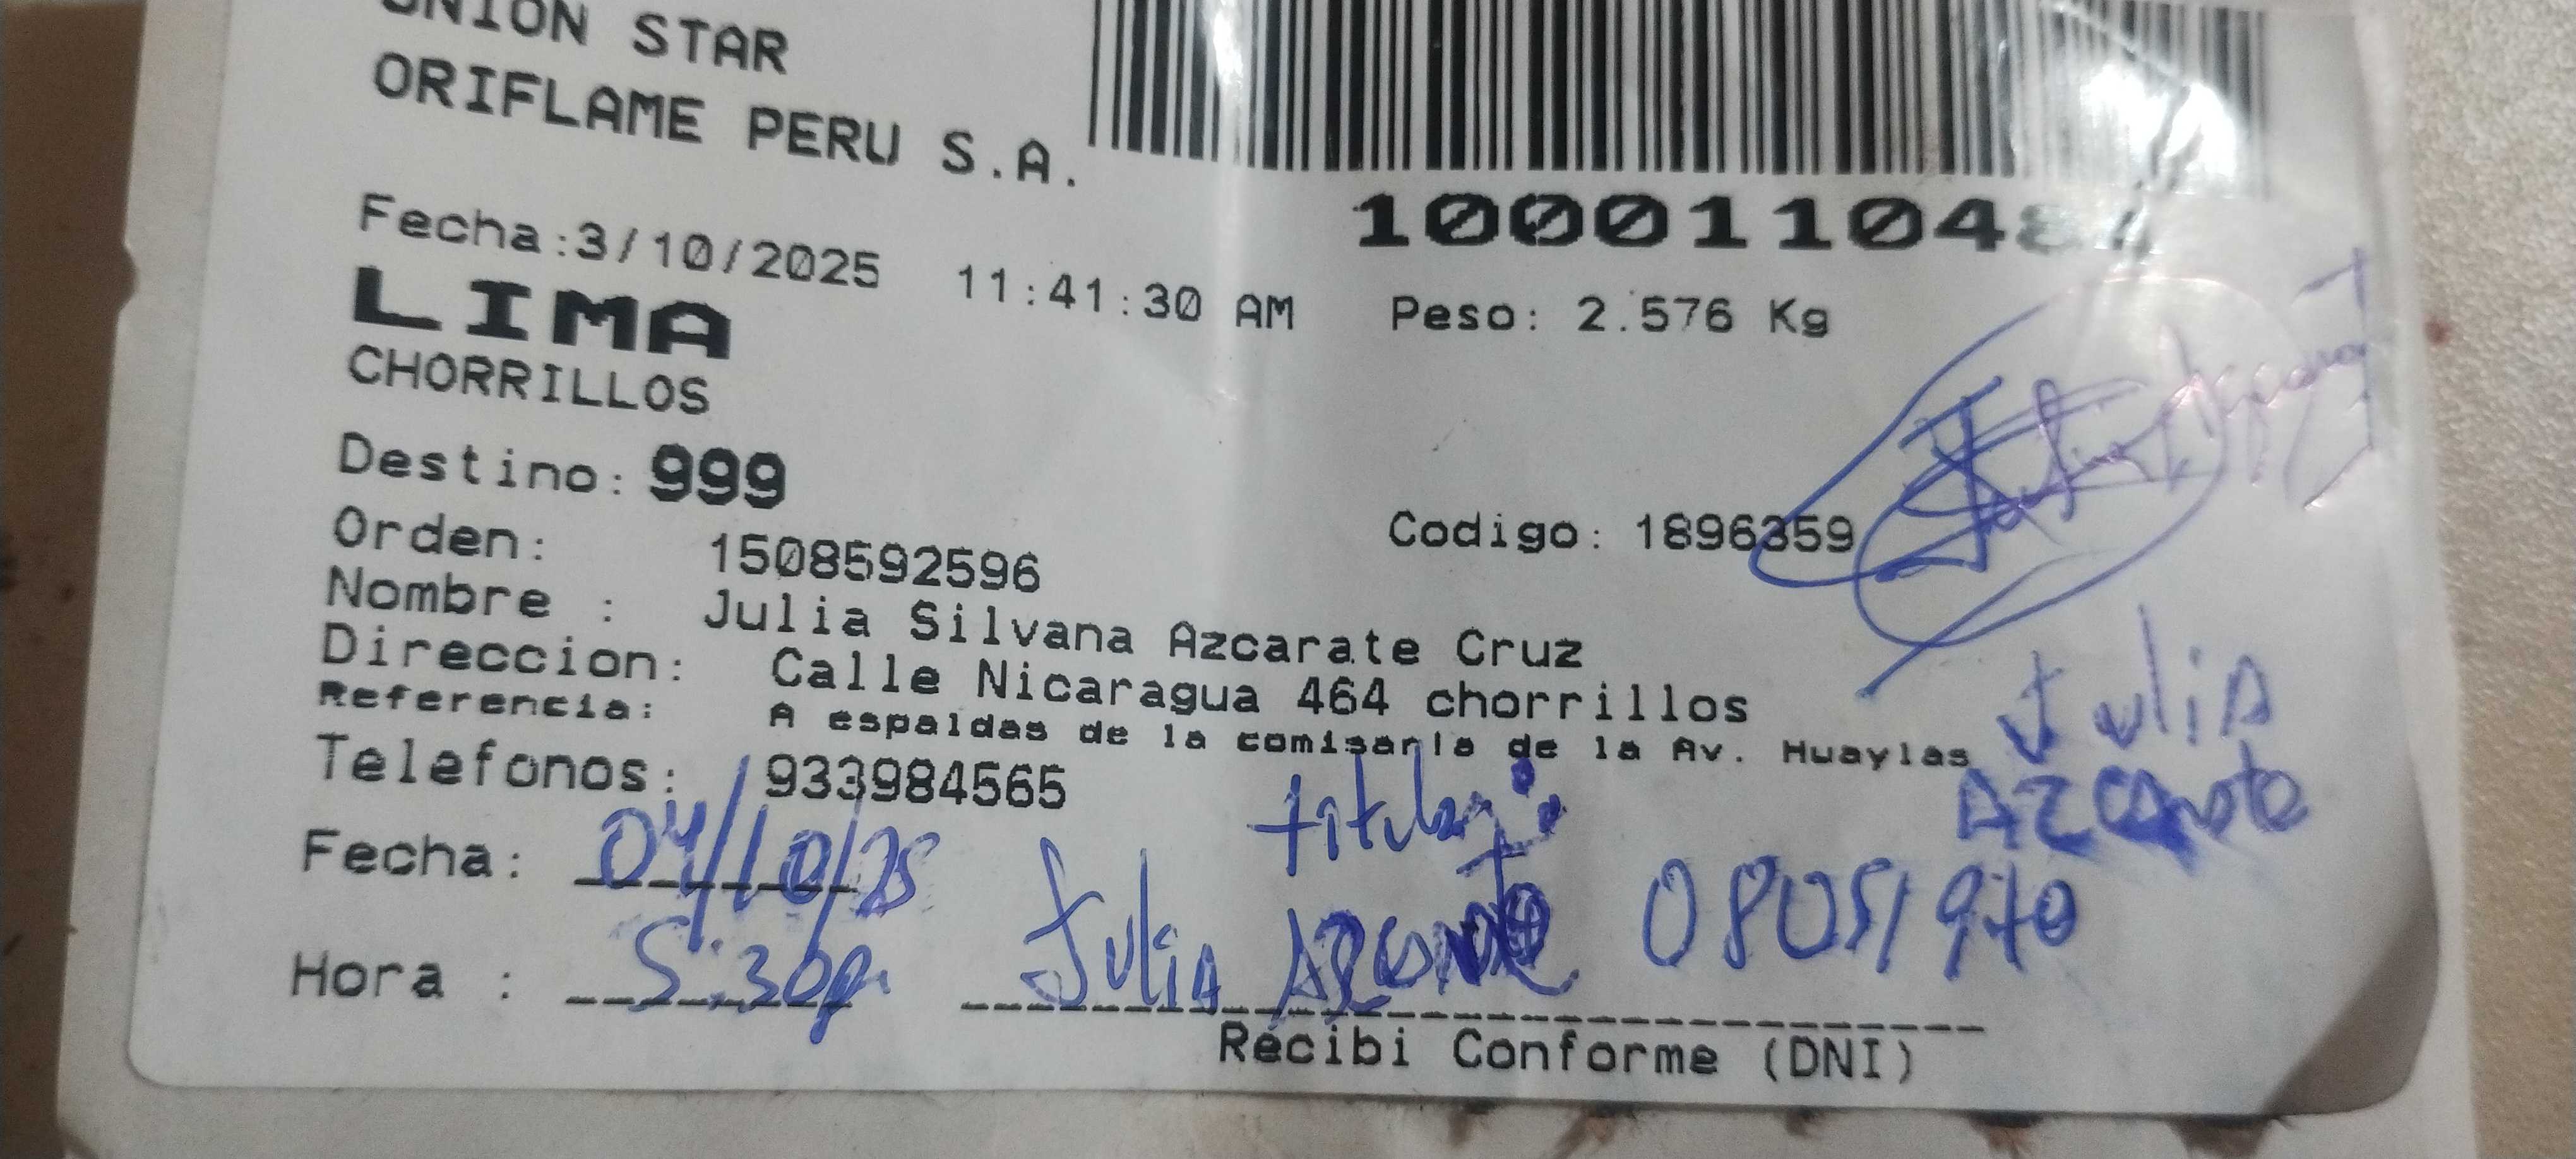 UNION STAR
ORIFLAME PERU S.A.
Fecha:3/10/2025 11:41:30 AM
10001104
Peso: 2.576 Kg
LIMA
CHORRILLOS
Destino: 999
Orden: 1508592596
Codigo: 1896359
Nombre : Julia Silvana Azcarate Cruz
Direccion: Calle Nicaragua 464 chorrillos
Referencia: A espaldas de la comisaria de la Av. Huaylas
Telefonos: 933984565
Julia
Azcarate
titular:
Fecha: 04/10/25
Hora : 5:30p
Julia Azcarate 08051970
Recibi Conforme (DNI)